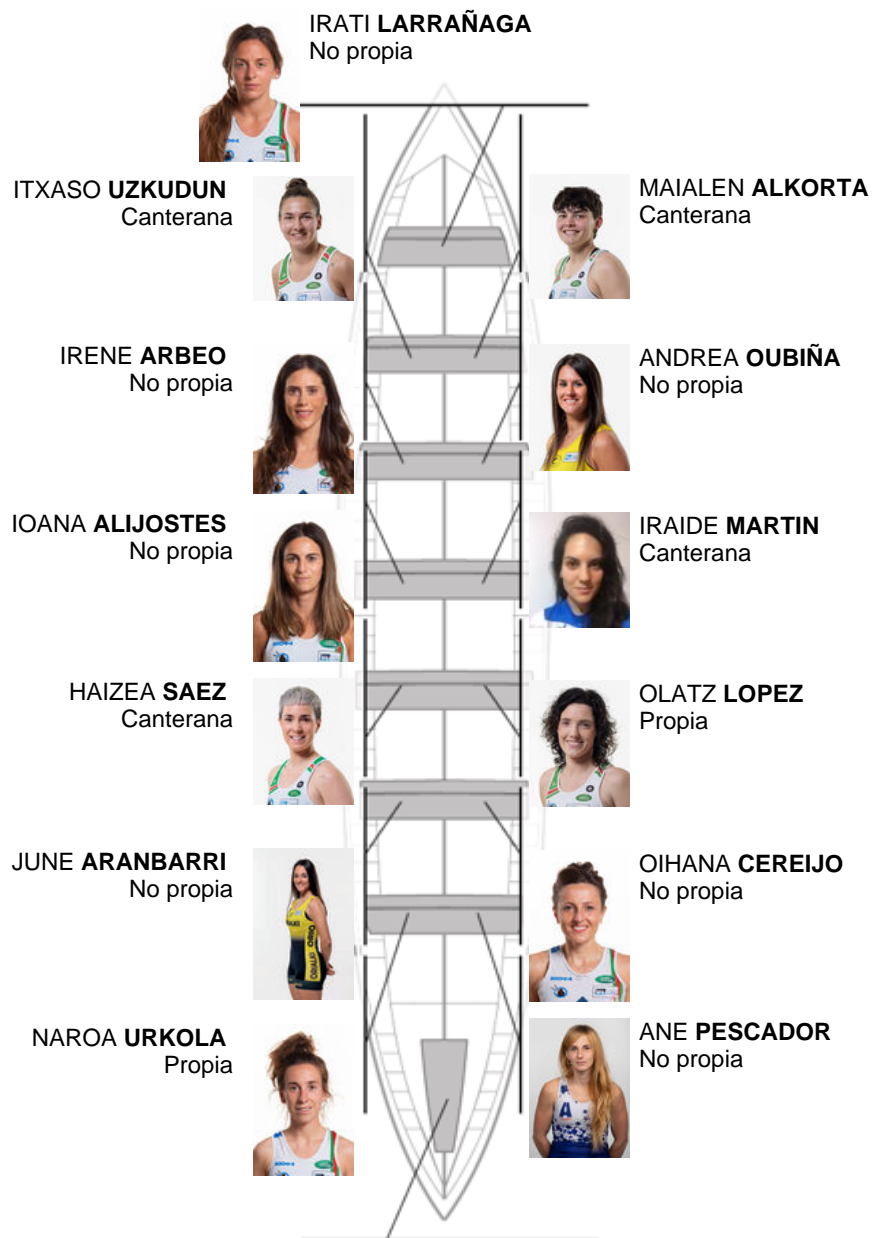 IRATI LARRAÑAGA
No propia
ITXASO UZKUDUN
Canterana
MAIALEN ALKORTA
Canterana
IRENE ARBEO
No propia
ANDREA OUBIÑA
No propia
IOANA ALIJOSTES
No propia
IRAIDE MARTIN
Canterana
HAIZEA SAEZ
Canterana
OLATZ LOPEZ
Propia
JUNE ARANBARRI
No propia
OIHANA CEREIJO
No propia
NAROA URKOLA
Propia
ANE PESCADOR
No propia